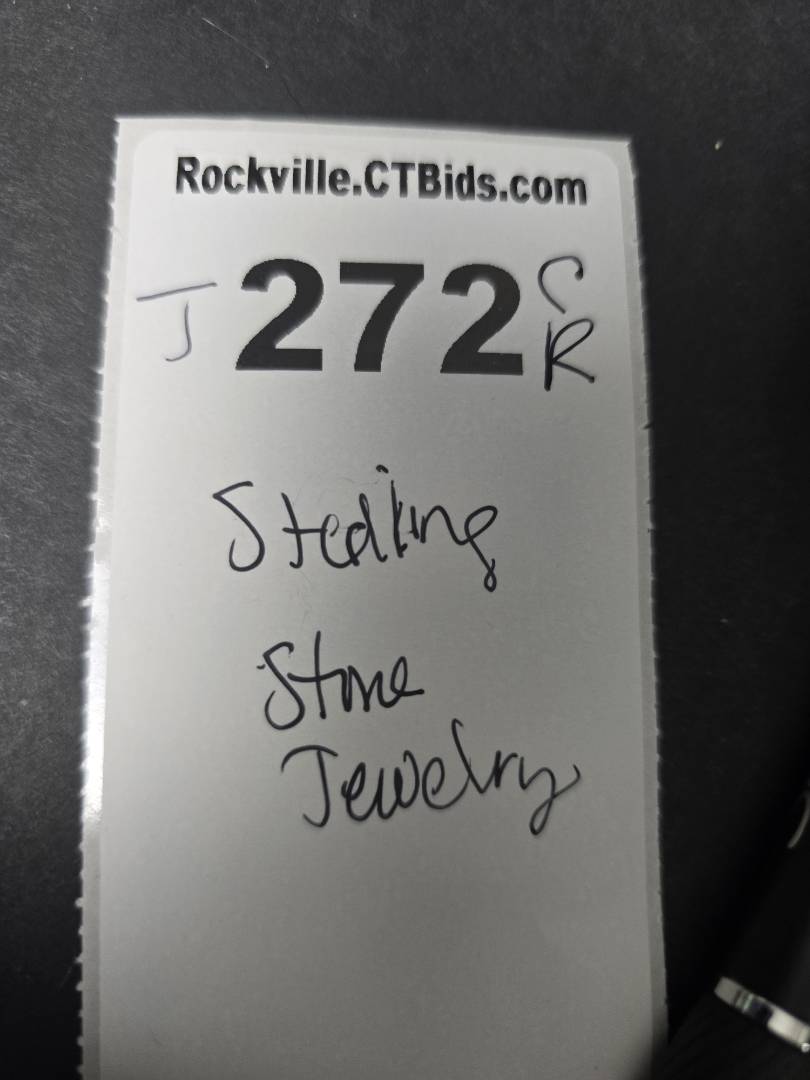 Rockville.CTBids.com
J 272 C
R
Sterling
Stone
Jewelry